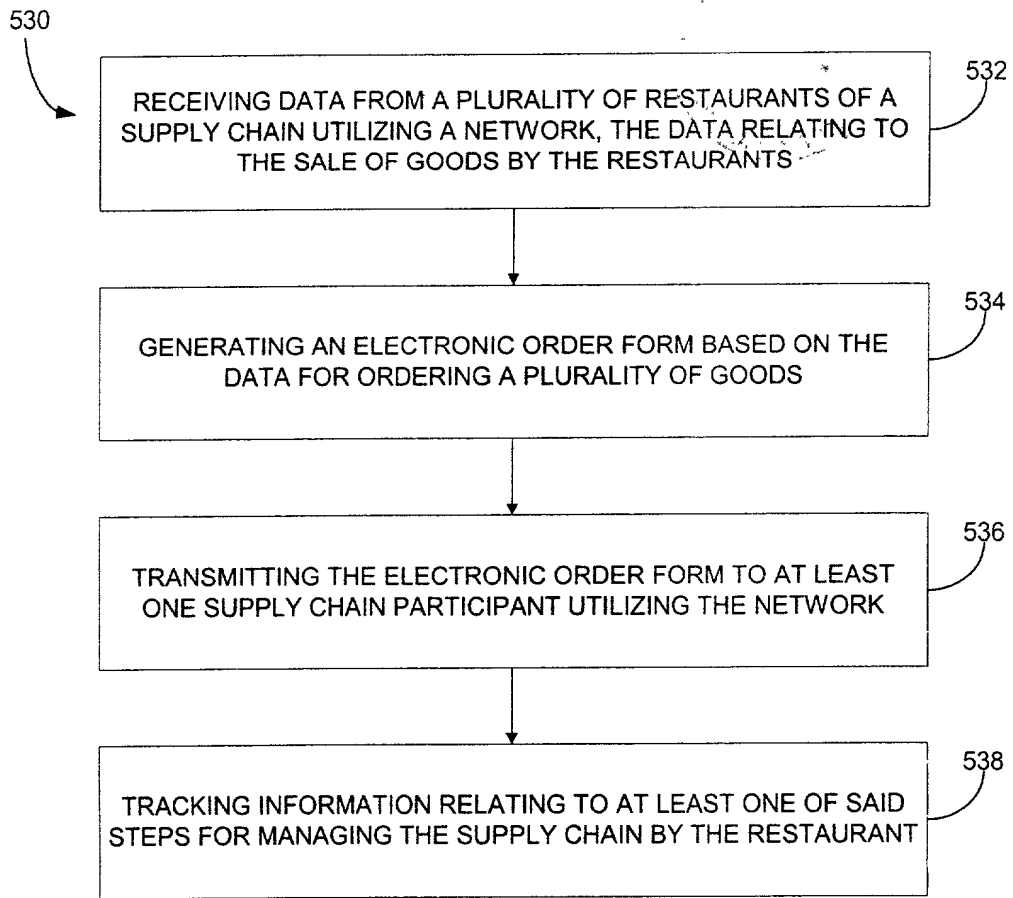 530
532
RECEIVING DATA FROM A PLURALITY OF RESTAURANTS OF A
SUPPLY CHAIN UTILIZING A NETWORK, THE DATA RELATING TO
THE SALE OF GOODS BY THE RESTAURANTS
534
GENERATING AN ELECTRONIC ORDER FORM BASED ON THE
DATA FOR ORDERING A PLURALITY OF GOODS
536
TRANSMITTING THE ELECTRONIC ORDER FORM TO AT LEAST
ONE SUPPLY CHAIN PARTICIPANT UTILIZING THE NETWORK
538
TRACKING INFORMATION RELATING TO AT LEAST ONE OF SAID
STEPS FOR MANAGING THE SUPPLY CHAIN BY THE RESTAURANT